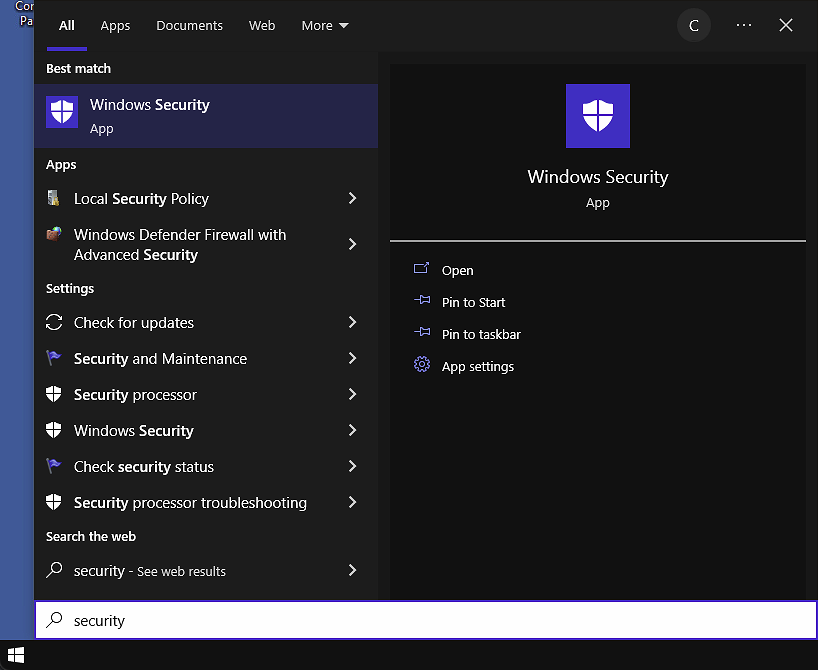 Cor
Pa
All Apps Documents Web More C ...
Best match
Windows Security
App
Apps
Local Security Policy
Windows Defender Firewall with
Advanced Security
Settings
Check for updates
Security and Maintenance
Security processor
Windows Security
Check security status
Security processor troubleshooting
Search the web
security - See web results
security
Windows Security
App
Open
Pin to Start
Pin to taskbar
App settings